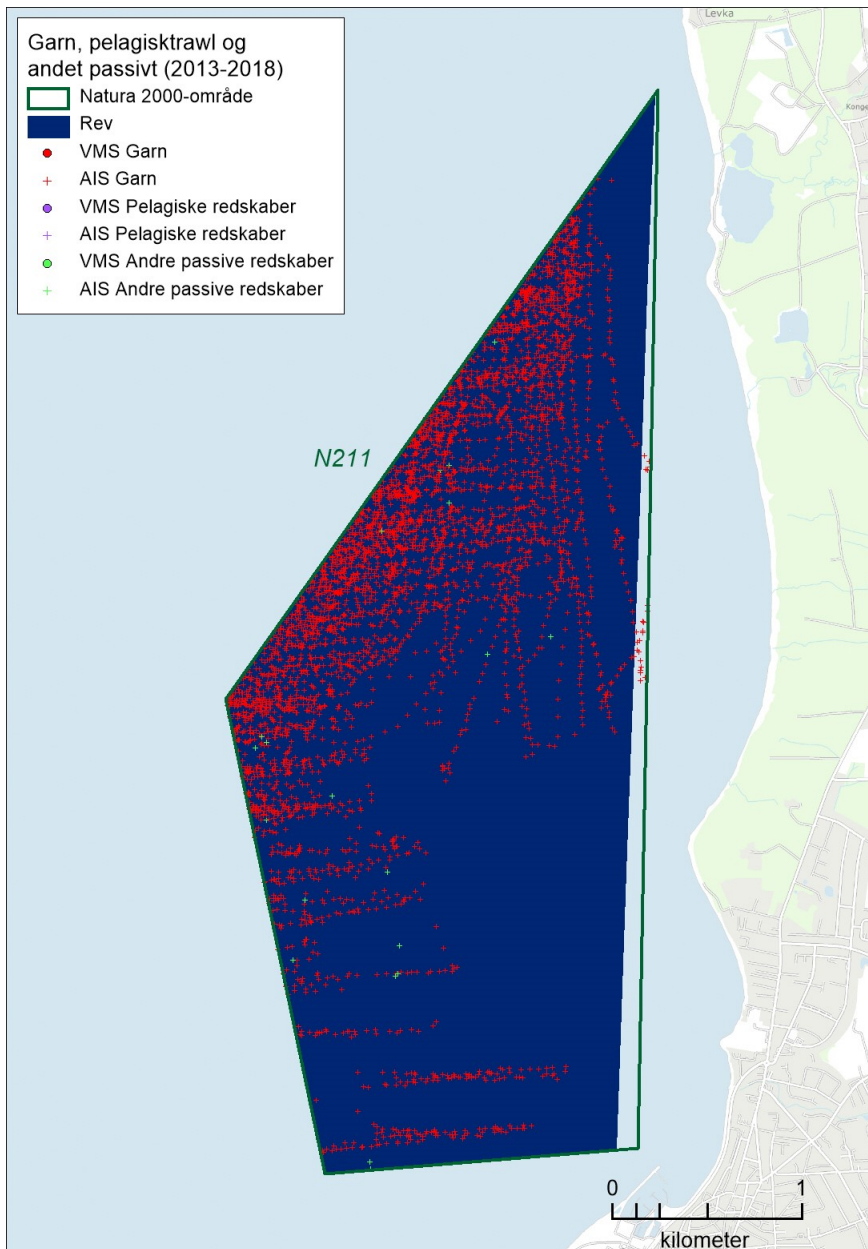 Levka
Garn, pelagisktrawl og
andet passivt (2013-2018)
Natura 2000-område
Rev
VMS Garn
AIS Garn
VMS Pelagiske redskaber
AIS Pelagiske redskaber
VMS Andre passive redskaber
AIS Andre passive redskaber
Konge
N211
0 1
kilometer